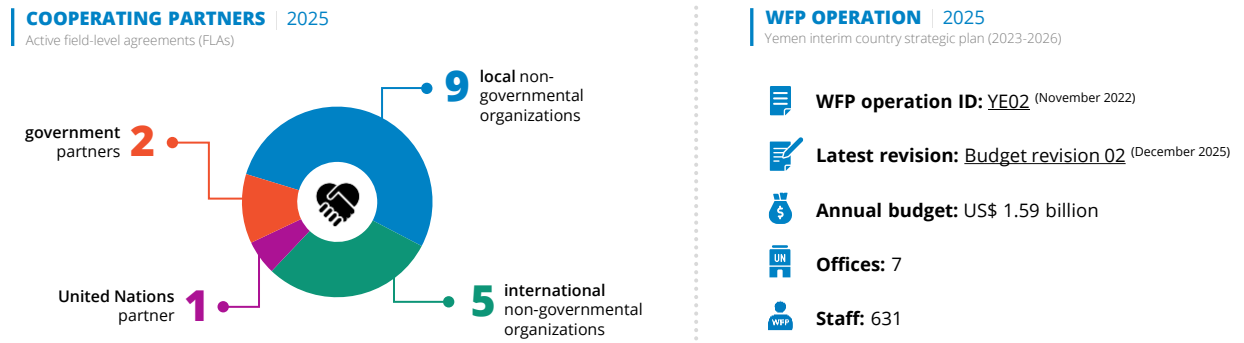 COOPERATING PARTNERS | 2025
Active field-level agreements (FLAs)
9 local non-
governmental
organizations
government
partners 2
United Nations
partner 1
5 international
non-governmental
organizations
WFP OPERATION | 2025
Yemen interim country strategic plan (2023-2026)
WFP operation ID: YE02 (November 2022)
Latest revision: Budget revision 02 (December 2025)
$
Annual budget: US$ 1.59 billion
UN
Offices: 7
WFP
Staff: 631